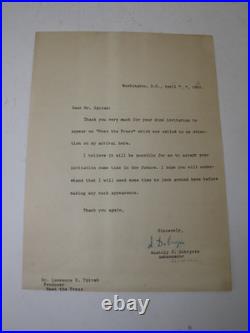 Washington, D.C., April 7,
Dear Mr. Spivak:
Thank you very much for your kind invitation to
appear on "Meet the Press" which was called to my atten-
tion on my arrival here.
I believe it will be possible for me to accept your
invitation some time in the future. I hope you will under-
stand that I will need some time to look around here before
making any such appearance.
Thank you again.
Sincerely,
Anatoly F. Dobrynin
Ambassador
Mr. Lawrence E. Spivak
Producer
Meet the Press